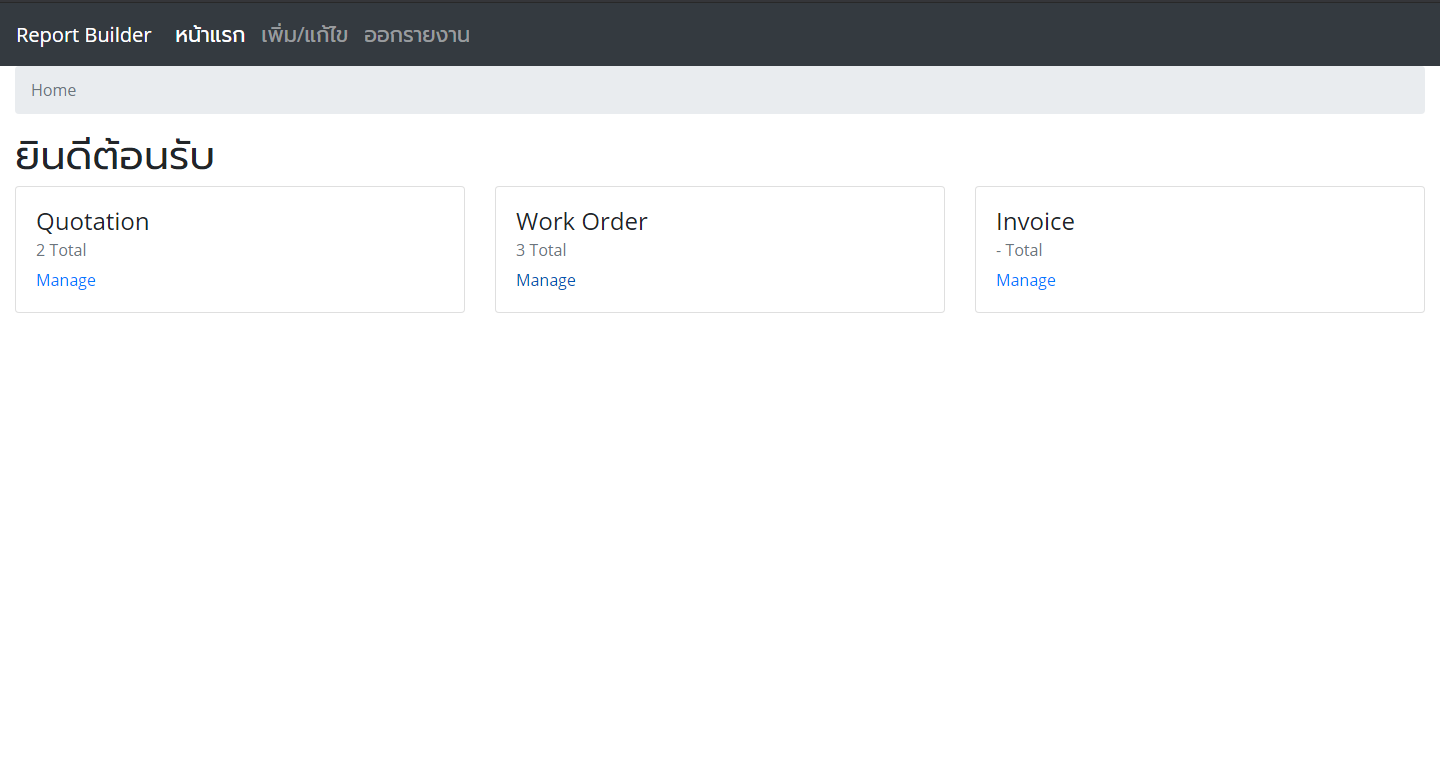 Report Builder หน้าแรก เพิ่ม/แก้ไข ออกรายงาน
Home
ยินดีต้อนรับ
Quotation
2 Total
Manage
Work Order
3 Total
Manage
Invoice
- Total
Manage